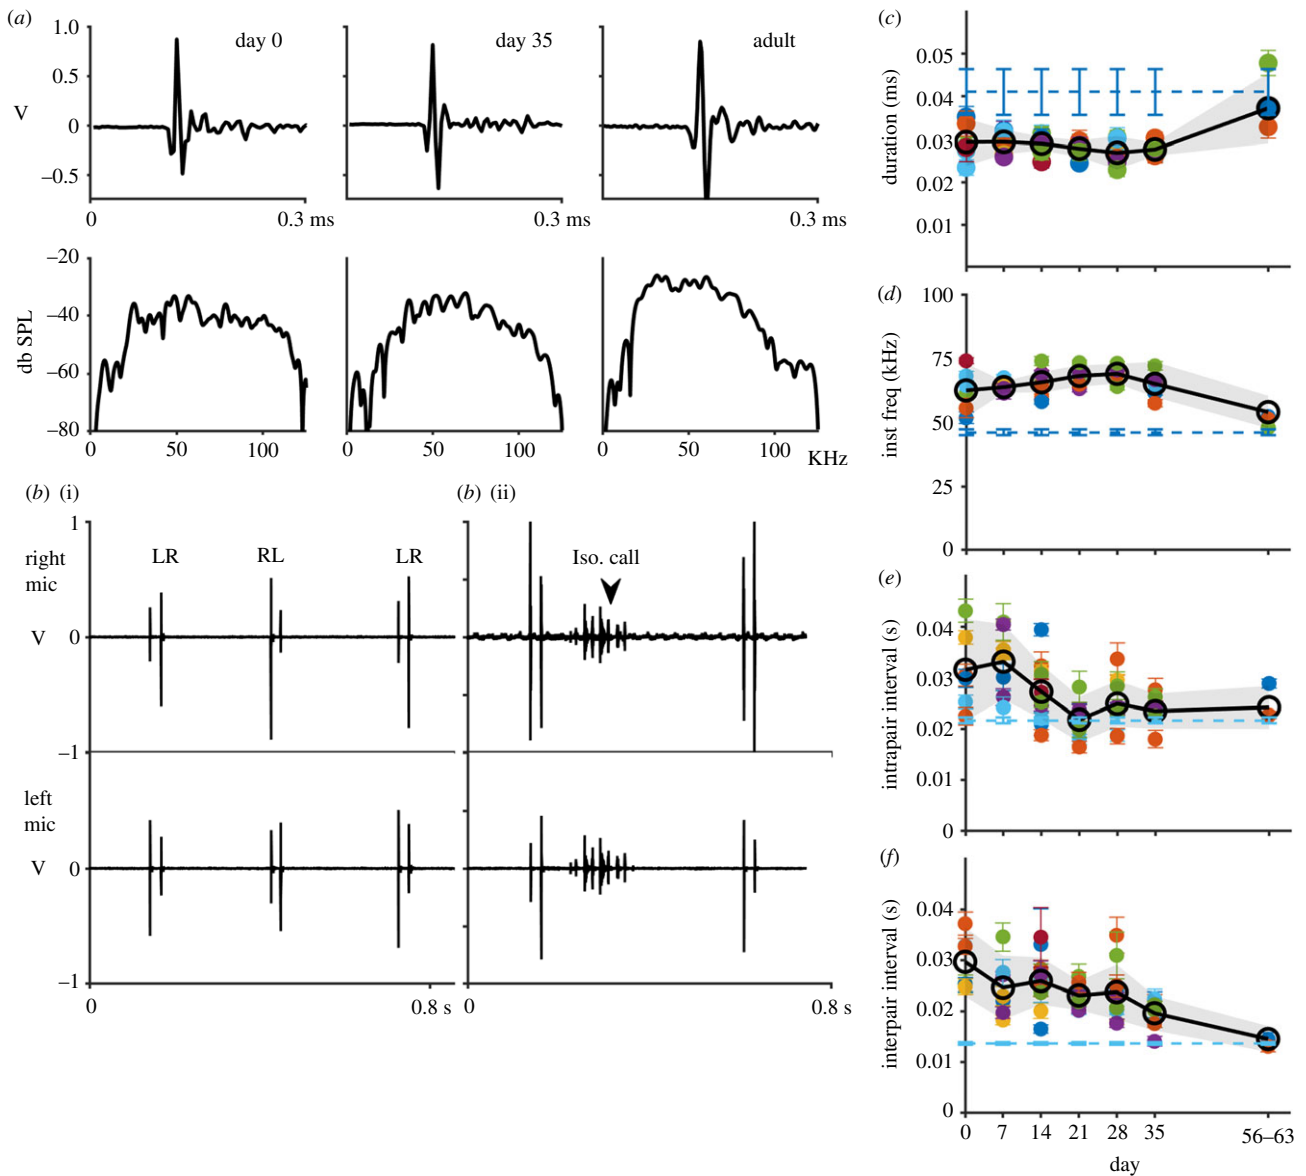 (a)
1.0
0.5
V
0
–0.5
day 0
day 35
adult
0
0.3 ms
0.3 ms
0.3 ms
–20
–40
db SPL
–60
–80
0
50
100
0
50
100
0
50
100
KHz
(b) (i)
(b) (ii)
1
right
mic
V
0
–1
LR
RL
LR
Iso. call
left
mic
V
0
–1
0
0.8 s
0
0.8 s
(c)
0.05
0.04
0.03
0.02
0.01
duration (ms)
(d)
100
75
50
25
0
inst freq (kHz)
(e)
0.04
0.03
0.02
0.01
0
intrapair interval (s)
(f)
0.04
0.03
0.02
0.01
0
interpair interval (s)
0
7
14
21
28
35
56–63
day